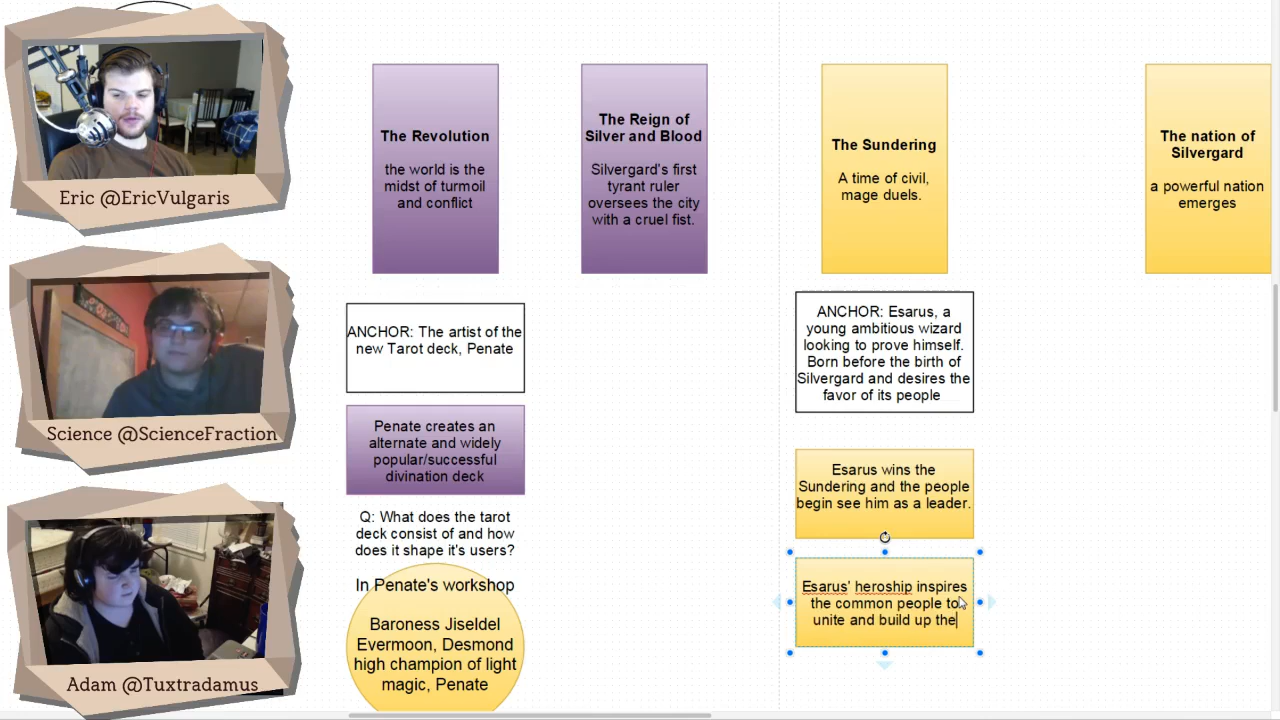 Eric @EricVulgaris
Science @ScienceFraction
Adam @Tuxtradamus
The Revolution
the world is the
midst of turmoil
and conflict
The Reign of
Silver and Blood
Silvergard's first
tyrant ruler
oversees the city
with a cruel fist.
The Sundering
A time of civil,
mage duels.
The nation of
Silvergard
a powerful nation
emerges
ANCHOR: The artist of the
new Tarot deck, Penate
Penate creates an
alternate and widely
popular/successful
divination deck
Q: What does the tarot
deck consist of and how
does it shape it's users?
In Penate's workshop
Baroness Jiseldel
Evermoon, Desmond
high champion of light
magic, Penate
ANCHOR: Esarus, a
young ambitious wizard
looking to prove himself.
Born before the birth of
Silvergard and desires the
favor of its people
Esarus wins the
Sundering and the people
begin see him as a leader.
Esarus' heroship inspires
the common people to
unite and build up the